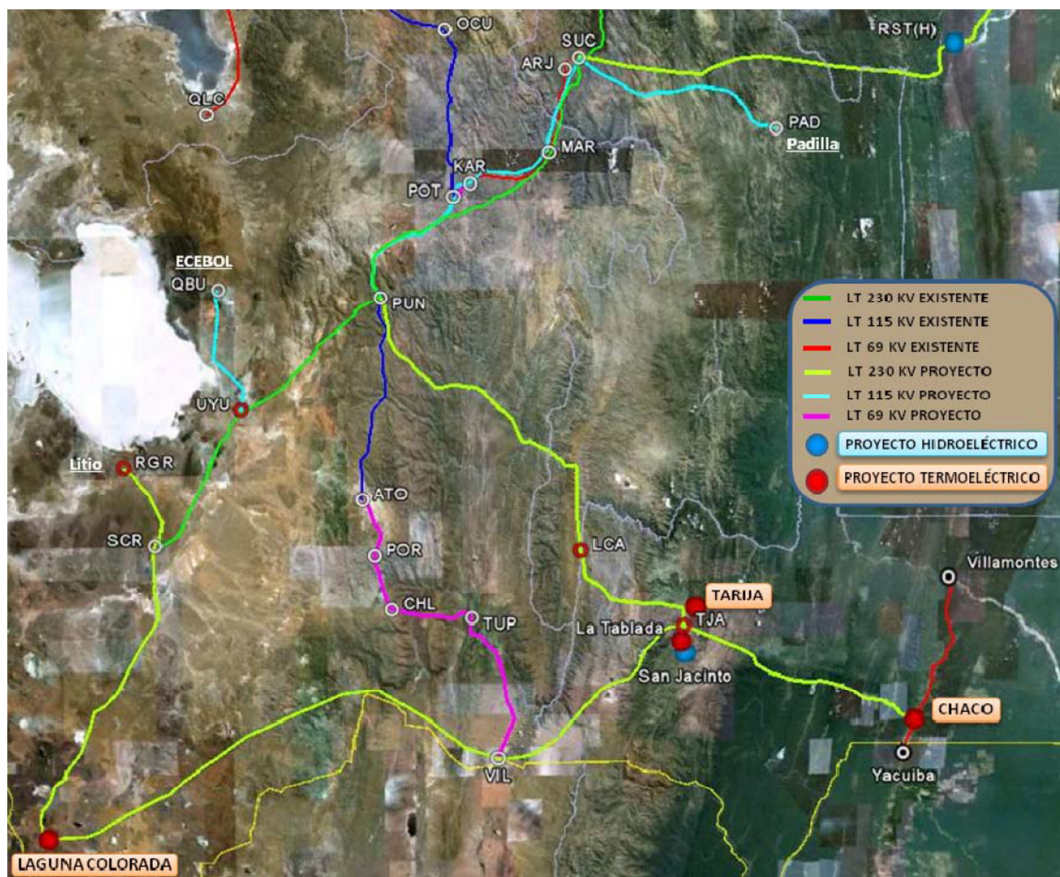 OCU
SUC
RST(H)
ARJ
QLC
PAD
Padilla
MAR
KAR
POT
ECEBOL
QBU
PUN
LT 230 KV EXISTENTE
LT 115 KV EXISTENTE
LT 69 KV EXISTENTE
LT 230 KV PROYECTO
LT 115 KV PROYECTO
LT 69 KV PROYECTO
PROYECTO HIDROELÉCTRICO
PROYECTO TERMOELÉCTRICO
UYU
Litio
RGR
ATO
SCR
LCA
POR
Villamontes
CHL
TUP
TARIJA
TJA
La Tablada
San Jacinto
CHACO
VIL
Yacuiba
LAGUNA COLORADA